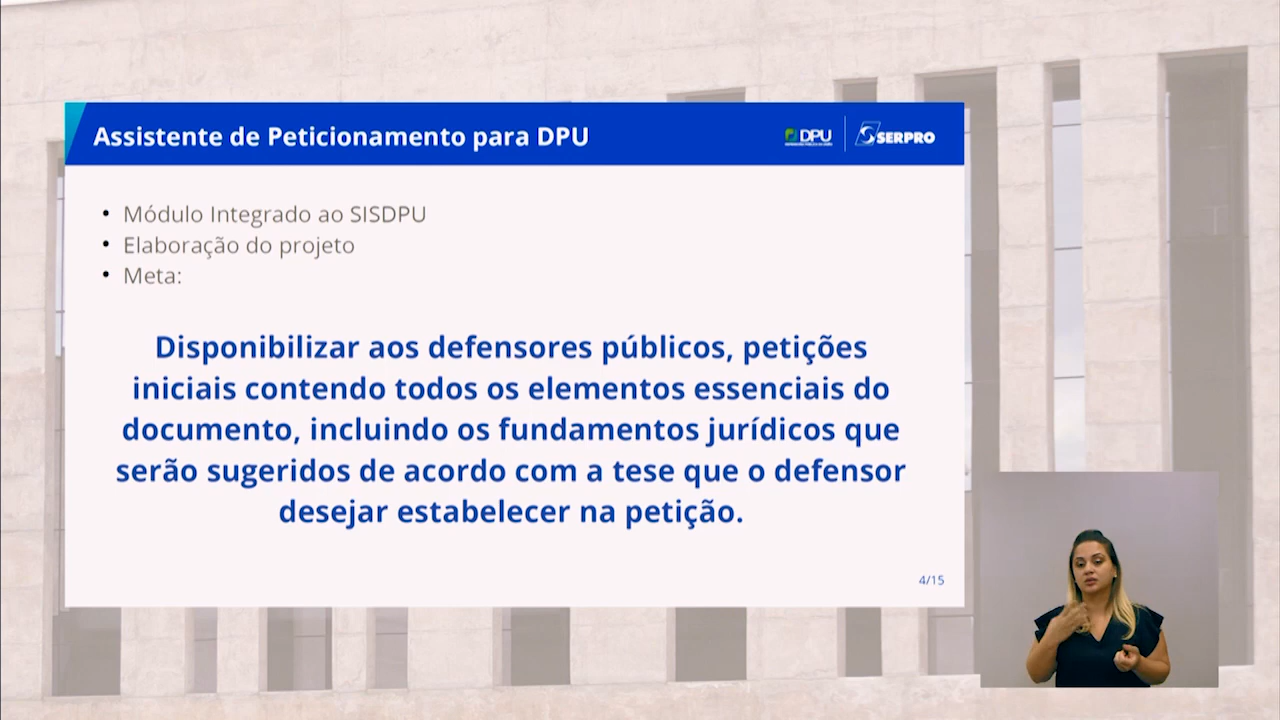 Assistente de Peticionamento para DPU
DPU
SERPRO
• Módulo Integrado ao SISDPU
• Elaboração do projeto
• Meta:
Disponibilizar aos defensores públicos, petições
iniciais contendo todos os elementos essenciais do
documento, incluindo os fundamentos jurídicos que
serão sugeridos de acordo com a tese que o defensor
desejar estabelecer na petição.
4/15